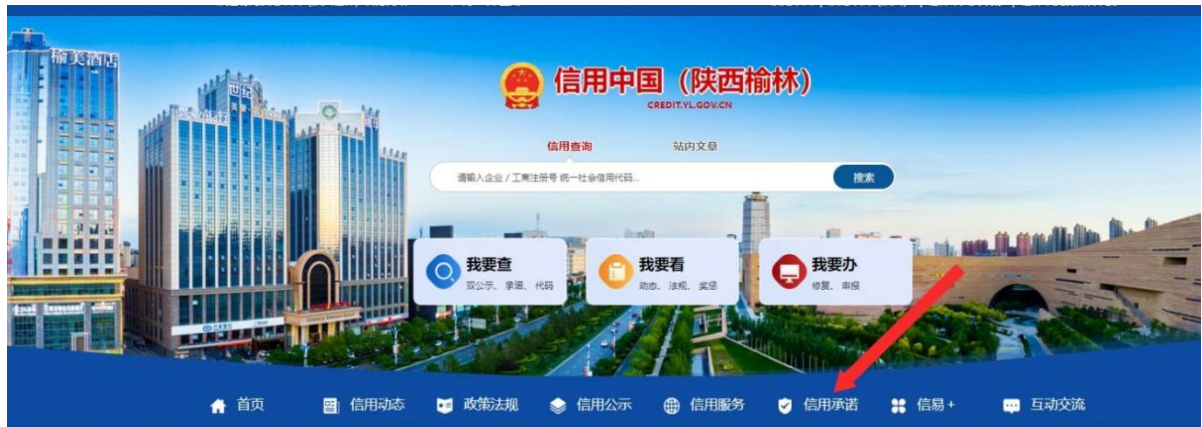 榆美酒店
世纪
信用中国（陕西榆林）
CREDIT.YL.GOV.CN
信用查询 站内文章
请输入企业 / 工商注册号 统一社会信用代码... 搜索
我要查 我要看 我要办
双公示、承诺、代码 动态、法规、奖惩 修复、申报
首页 信用动态 政策法规 信用公示 信用服务 信用承诺 信易+ 互动交流